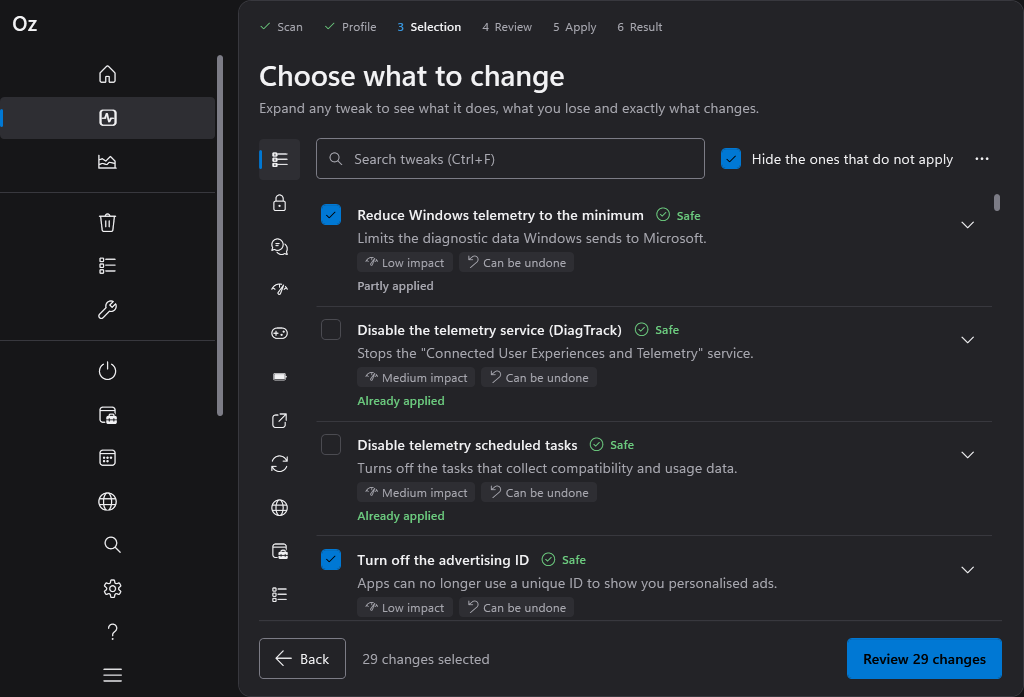 Oz
Scan Profile 3 Selection 4 Review 5 Apply 6 Result
Choose what to change
Expand any tweak to see what it does, what you lose and exactly what changes.
Search tweaks (Ctrl+F) Hide the ones that do not apply
Reduce Windows telemetry to the minimum Safe
Limits the diagnostic data Windows sends to Microsoft.
Low impact Can be undone
Partly applied
Disable the telemetry service (DiagTrack) Safe
Stops the "Connected User Experiences and Telemetry" service.
Medium impact Can be undone
Already applied
Disable telemetry scheduled tasks Safe
Turns off the tasks that collect compatibility and usage data.
Medium impact Can be undone
Already applied
Turn off the advertising ID Safe
Apps can no longer use a unique ID to show you personalised ads.
Low impact Can be undone
Back 29 changes selected Review 29 changes